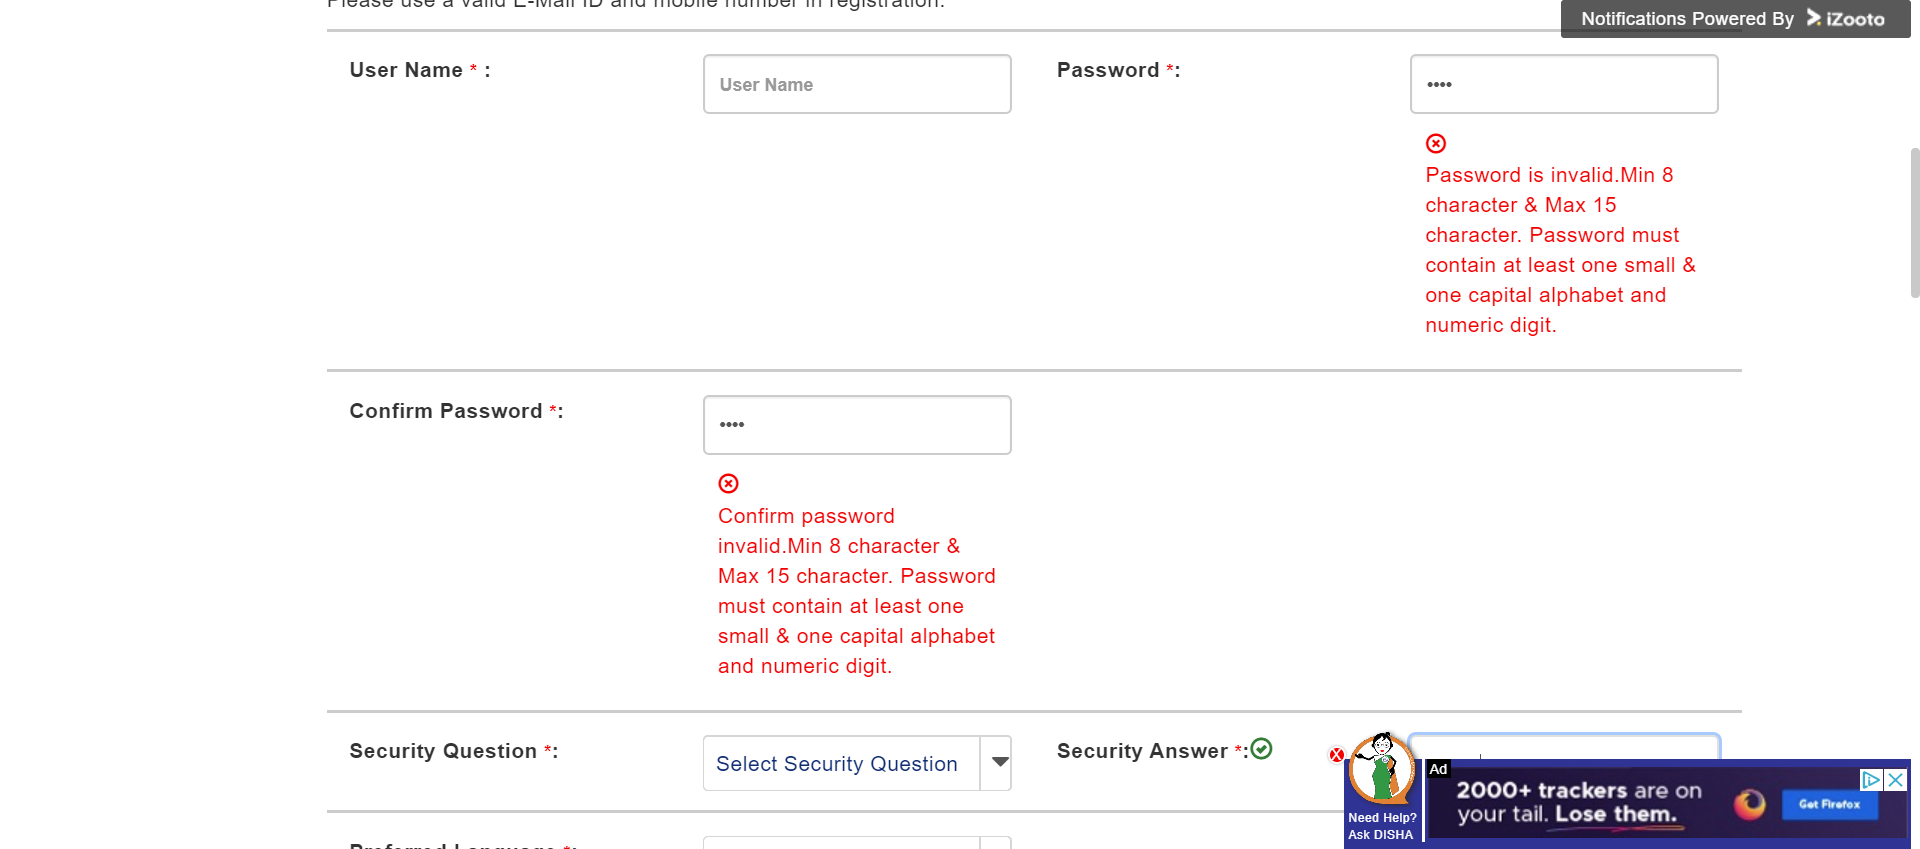 Please use a valid E-Mail ID and mobile number in registration.
Notifications Powered By iZooto
User Name * :
User Name
Password *:
••••
Password is invalid.Min 8
character & Max 15
character. Password must
contain at least one small &
one capital alphabet and
numeric digit.
Confirm Password *:
••••
Confirm password
invalid.Min 8 character &
Max 15 character. Password
must contain at least one
small & one capital alphabet
and numeric digit.
Security Question *:
Select Security Question
Security Answer *:
Preferred Language *:
Need Help?
Ask DISHA
Ad
2000+ trackers are on
your tail. Lose them.
Get Firefox